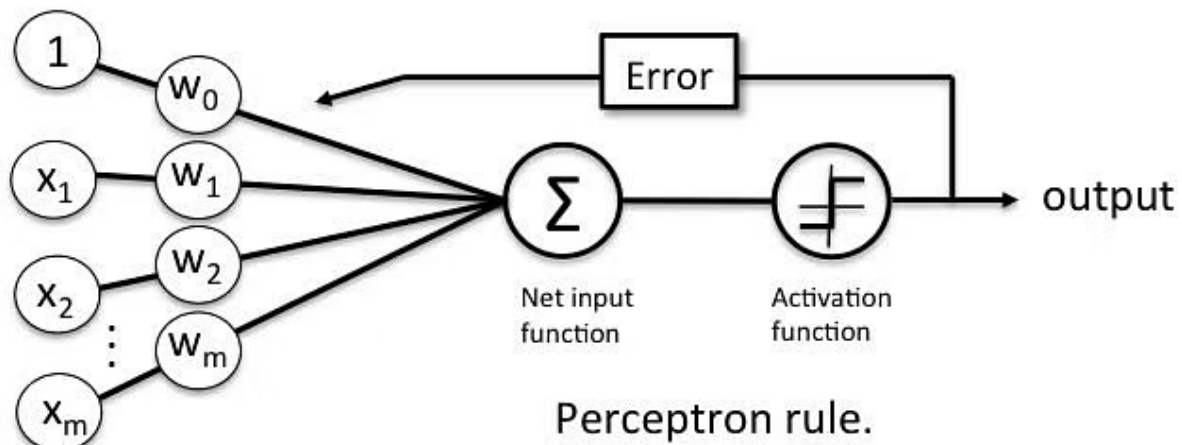 1
w₀
Error
x₁
w₁
Σ
output
x₂
w₂
Net input
function
Activation
function
⋮
wₘ
xₘ
Perceptron rule.